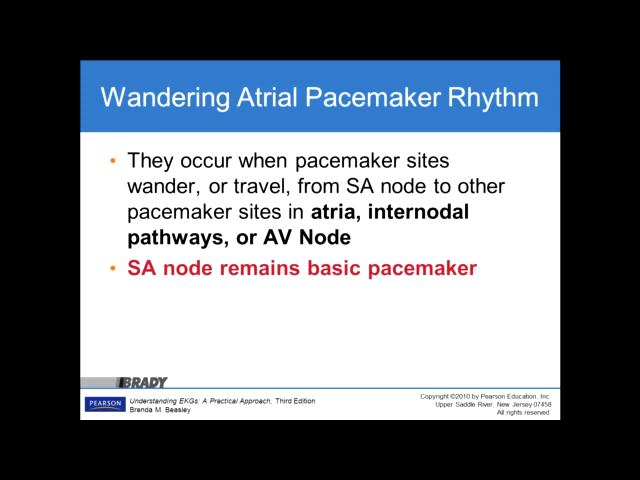 Wandering Atrial Pacemaker Rhythm
• They occur when pacemaker sites
wander, or travel, from SA node to other
pacemaker sites in atria, internodal
pathways, or AV Node
• SA node remains basic pacemaker
BRADY
PEARSON
Understanding EKGs: A Practical Approach, Third Edition
Brenda M. Beasley
Copyright ©2010 by Pearson Education, Inc.
Upper Saddle River, New Jersey 07458
All rights reserved.